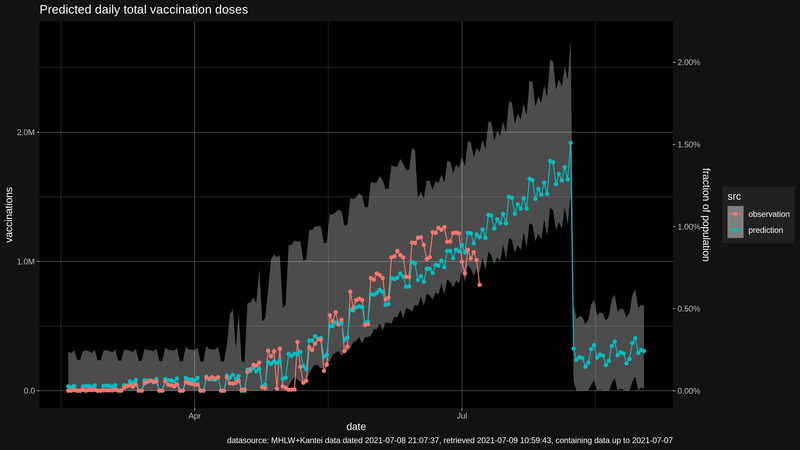 Predicted daily total vaccination doses
2.0M
1.0M
0.0
vaccinations
2.00%
1.50%
1.00%
0.50%
0.00%
fraction of population
src
observation
prediction
Apr
Jul
date
datasource: MHLW+Kantei data dated 2021-07-08 21:07:37, retrieved 2021-07-09 10:59:43, containing data up to 2021-07-07